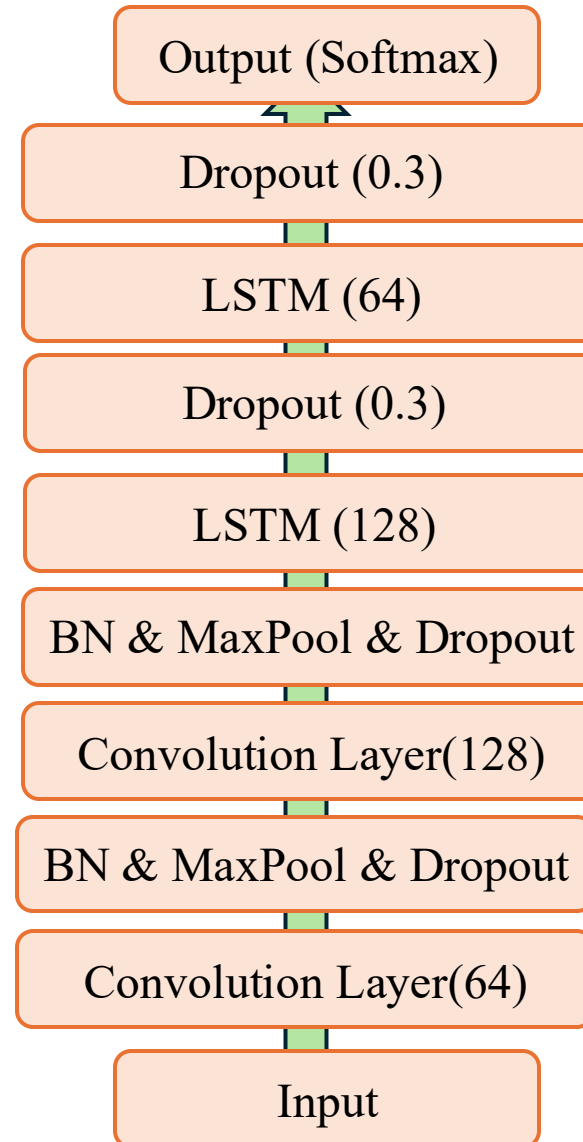 Output (Softmax)
Dropout (0.3)
LSTM (64)
Dropout (0.3)
LSTM (128)
BN & MaxPool & Dropout
Convolution Layer(128)
BN & MaxPool & Dropout
Convolution Layer(64)
Input